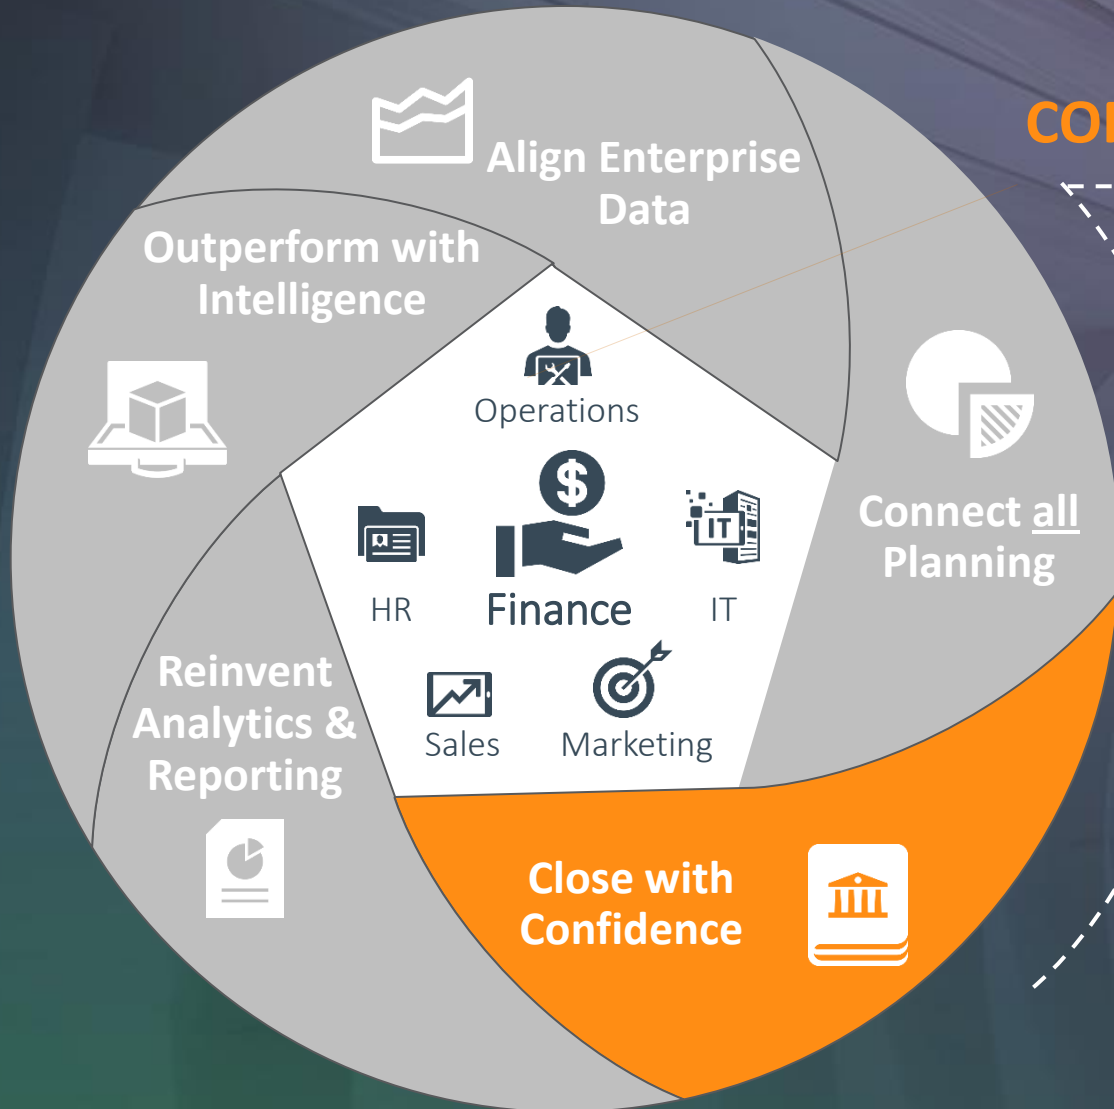 Align Enterprise
Data
Outperform with
Intelligence
Operations
Connect all
Planning
IT
HR
Finance
IT
Reinvent
Analytics &
Reporting
Sales
Marketing
Close with
Confidence